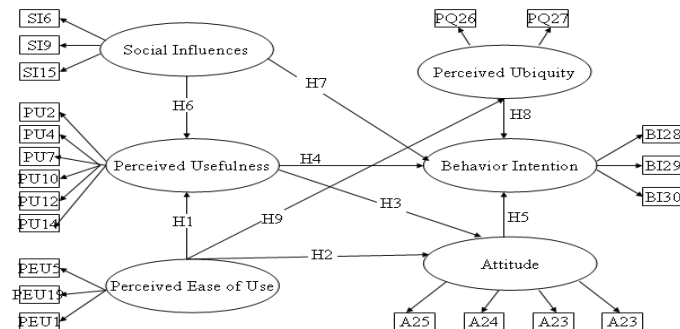 SI6
SI9
SI15
Social Influences
PQ26
PQ27
Perceived Ubiquity
H7
H6
H8
PU2
PU4
PU7
PU10
PU12
PU14
Perceived Usefulness
H4
Behavior Intention
BI28
BI29
BI30
H3
H1
H9
H5
H2
PEU5
PEU19
PEU1
Perceived Ease of Use
Attitude
A25
A24
A23
A23